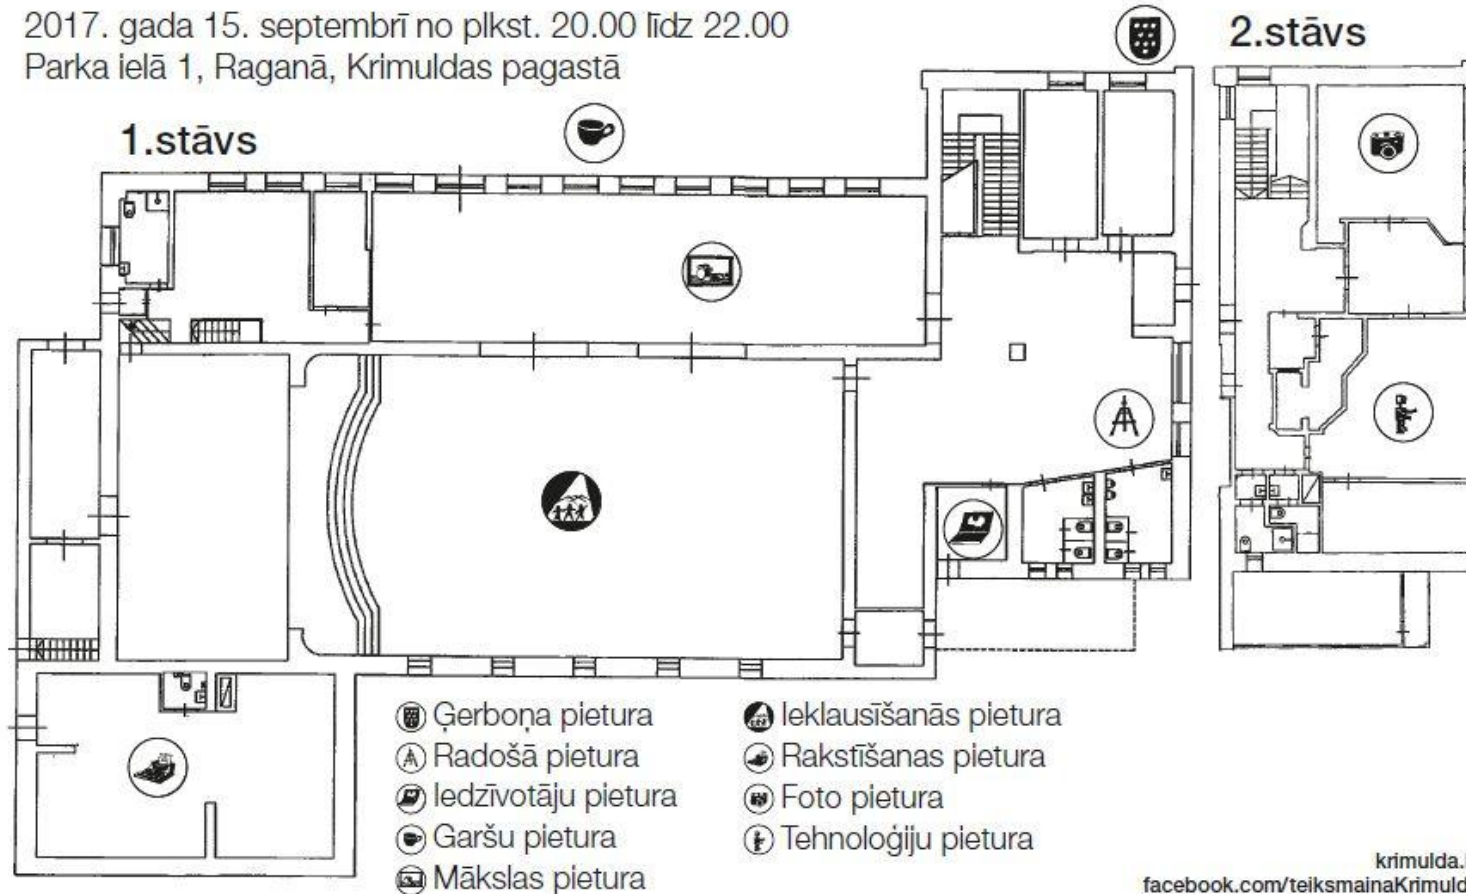 2017. gada 15. septembrī no plkst. 20.00 līdz 22.00
Parka ielā 1, Raganā, Krimuldas pagastā
1.stāvs
2.stāvs
Ģerboņa pietura
Radošā pietura
Iedzīvotāju pietura
Garšu pietura
Mākslas pietura
Ieklausīšanās pietura
Rakstīšanas pietura
Foto pietura
Tehnoloģiju pietura
krimulda.
facebook.com/teiksmainaKrimuld